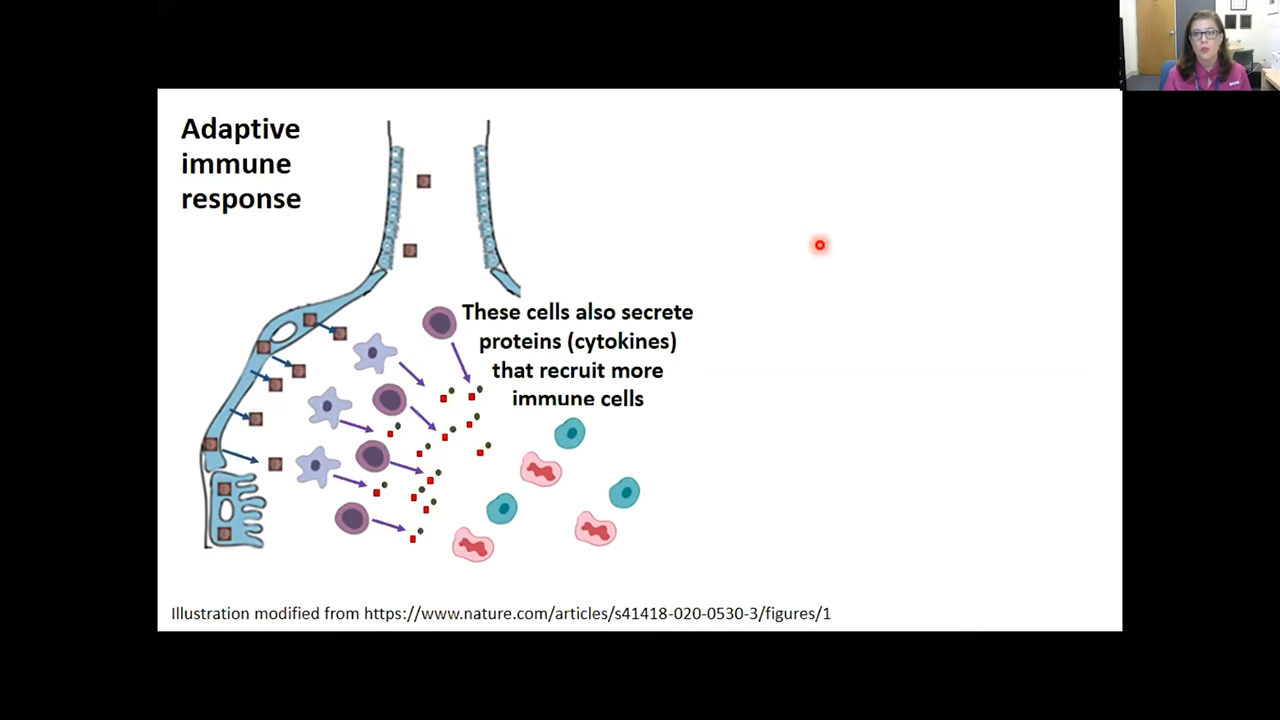 Adaptive
immune
response
These cells also secrete
proteins (cytokines)
that recruit more
immune cells
Illustration modified from https://www.nature.com/articles/s41418-020-0530-3/figures/1